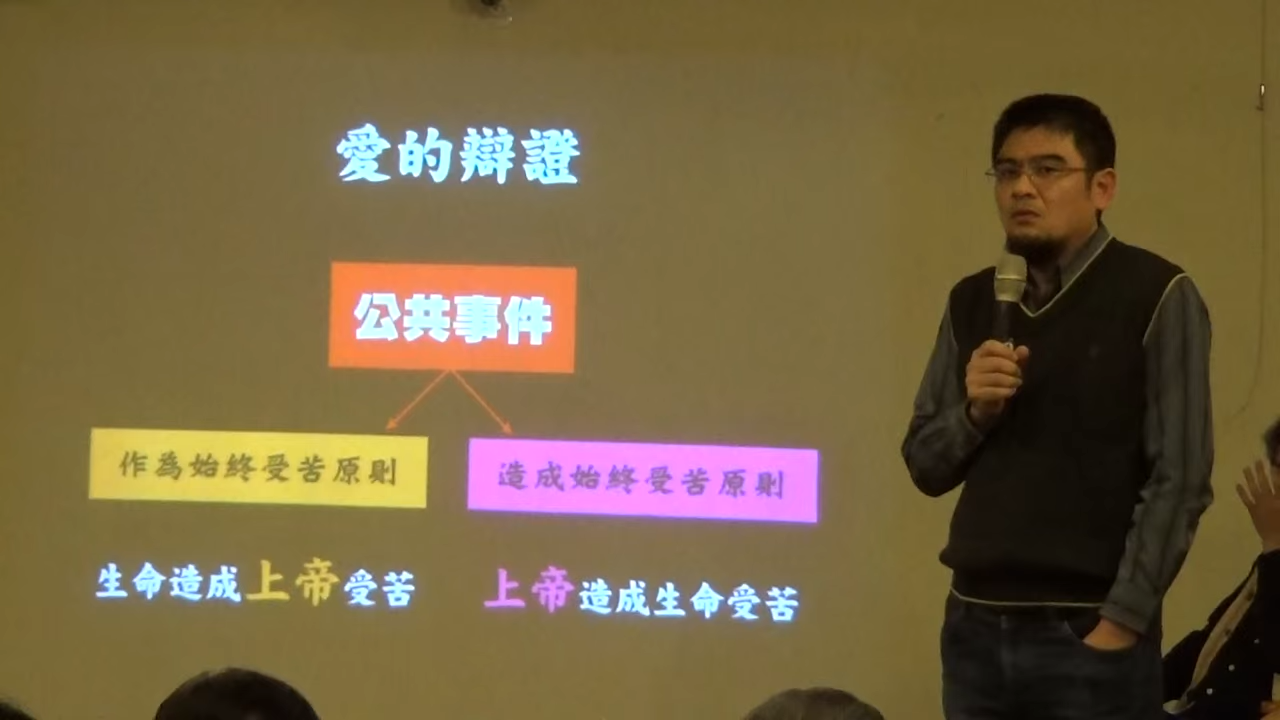 愛的辯證
公共事件
作為始終受苦原則
造成始終受苦原則
生命造成上帝受苦
上帝造成生命受苦